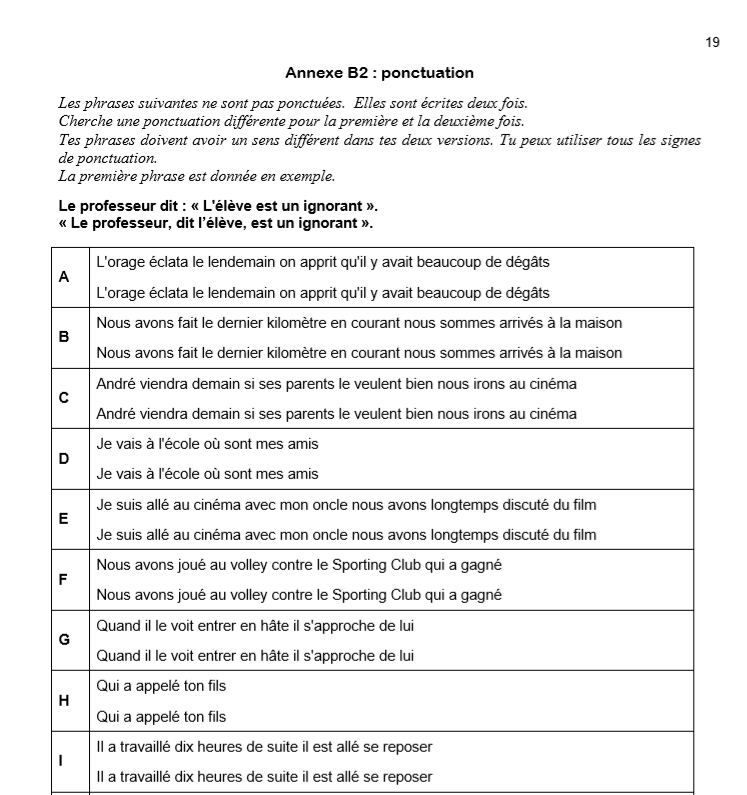 19
Annexe B2 : ponctuation
Les phrases suivantes ne sont pas ponctuées.  Elles sont écrites deux fois.
Cherche une ponctuation différente pour la première et la deuxième fois.
Tes phrases doivent avoir un sens différent dans tes deux versions. Tu peux utiliser tous les signes
de ponctuation.
La première phrase est donnée en exemple.
Le professeur dit : « L'élève est un ignorant ».
« Le professeur, dit l’élève, est un ignorant ».
A
L'orage éclata le lendemain on apprit qu'il y avait beaucoup de dégâts
L'orage éclata le lendemain on apprit qu'il y avait beaucoup de dégâts
B
Nous avons fait le dernier kilomètre en courant nous sommes arrivés à la maison
Nous avons fait le dernier kilomètre en courant nous sommes arrivés à la maison
C
André viendra demain si ses parents le veulent bien nous irons au cinéma
André viendra demain si ses parents le veulent bien nous irons au cinéma
D
Je vais à l'école où sont mes amis
Je vais à l'école où sont mes amis
E
Je suis allé au cinéma avec mon oncle nous avons longtemps discuté du film
Je suis allé au cinéma avec mon oncle nous avons longtemps discuté du film
F
Nous avons joué au volley contre le Sporting Club qui a gagné
Nous avons joué au volley contre le Sporting Club qui a gagné
G
Quand il le voit entrer en hâte il s'approche de lui
Quand il le voit entrer en hâte il s'approche de lui
H
Qui a appelé ton fils
Qui a appelé ton fils
I
Il a travaillé dix heures de suite il est allé se reposer
Il a travaillé dix heures de suite il est allé se reposer